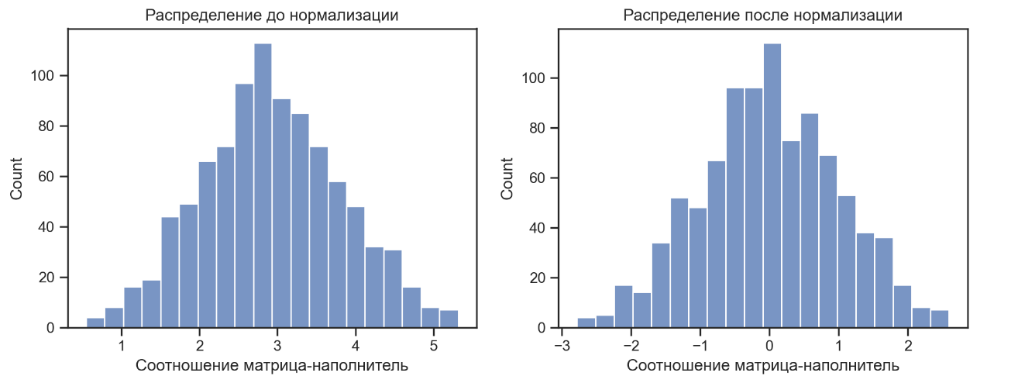 Распределение до нормализации
Count
100
80
60
40
20
0
1 2 3 4 5
Соотношение матрица-наполнитель
Распределение после нормализации
Count
100
80
60
40
20
0
−3 −2 −1 0 1 2
Соотношение матрица-наполнитель